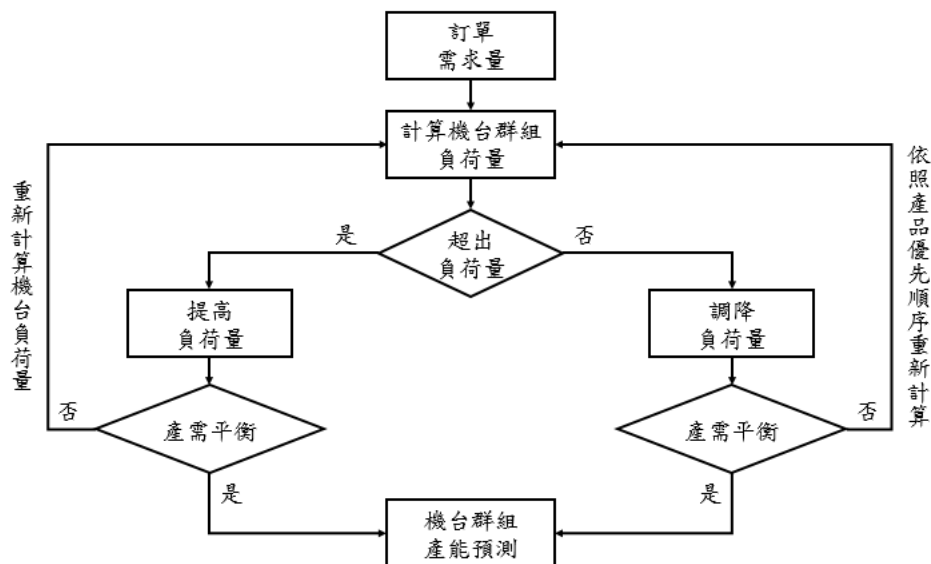 訂單
需求量
計算機台群組
負荷量
重新計算機台負荷量
依照產品優先順序重新計算
是
超出
負荷量
否
提高
負荷量
調降
負荷量
否
產需平衡
產需平衡
否
是
是
機台群組
產能預測